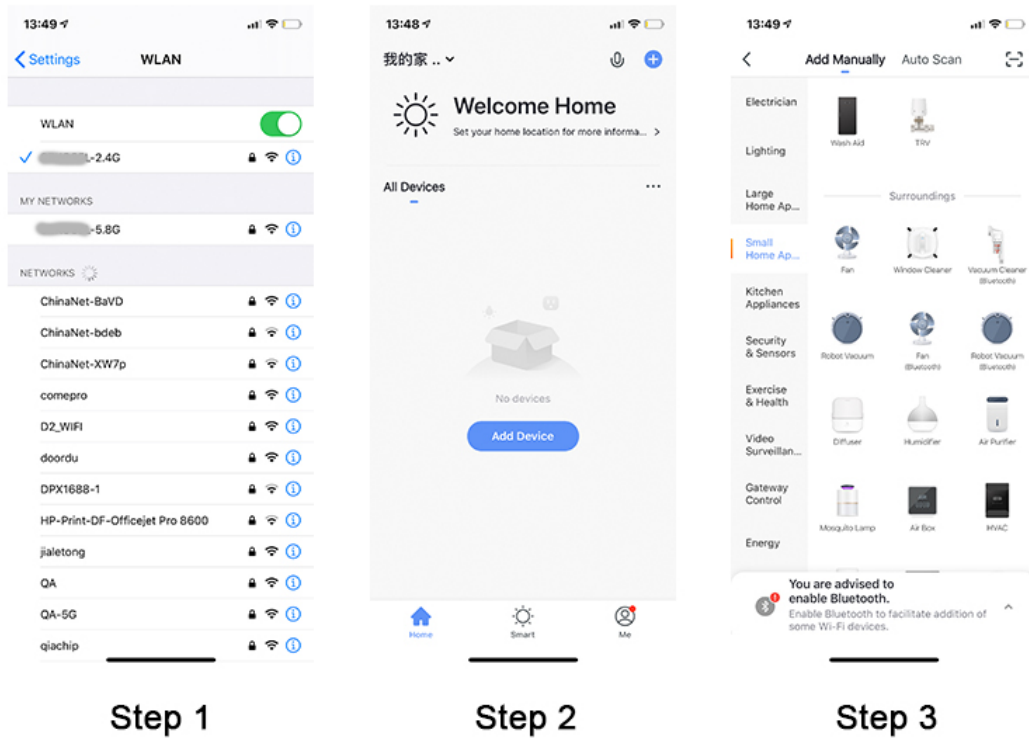 13:49
Settings
WLAN
WLAN
-2.4G
MY NETWORKS
-5.8G
NETWORKS
ChinaNet-BaVD
ChinaNet-bdeb
ChinaNet-XW7p
comepro
D2_WIFI
doordu
DPX1688-1
HP-Print-DF-Officejet Pro 8600
jialetong
QA
QA-5G
qiachip
Step 1
13:48
我的家 ..
Welcome Home
Set your home location for more informa...
All Devices
No devices
Add Device
Home
Smart
Me
Step 2
13:49
Add Manually Auto Scan
Electrician
Lighting
Large
Home Ap...
Small
Home Ap...
Kitchen
Appliances
Security
& Sensors
Exercise
& Health
Video
Surveillan...
Gateway
Control
Energy
Wash Aid TRV
Surroundings
Fan Window Cleaner Vacuum Cleaner
(Bluetooth)
Robot Vacuum Fan Robot Vacuum
(Bluetooth) (Bluetooth)
Diffuser Humidifier Air Purifier
Mosquito Lamp Air Box HVAC
You are advised to
enable Bluetooth.
Enable Bluetooth to facilitate addition of
some Wi-Fi devices.
Step 3